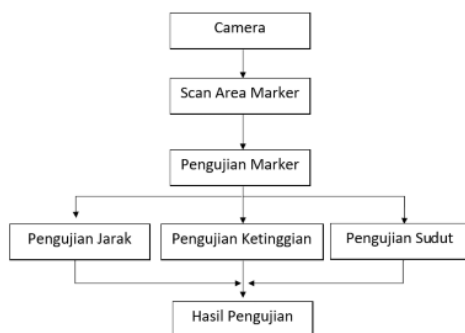 Camera
Scan Area Marker
Pengujian Marker
Pengujian Jarak
Pengujian Ketinggian
Pengujian Sudut
Hasil Pengujian